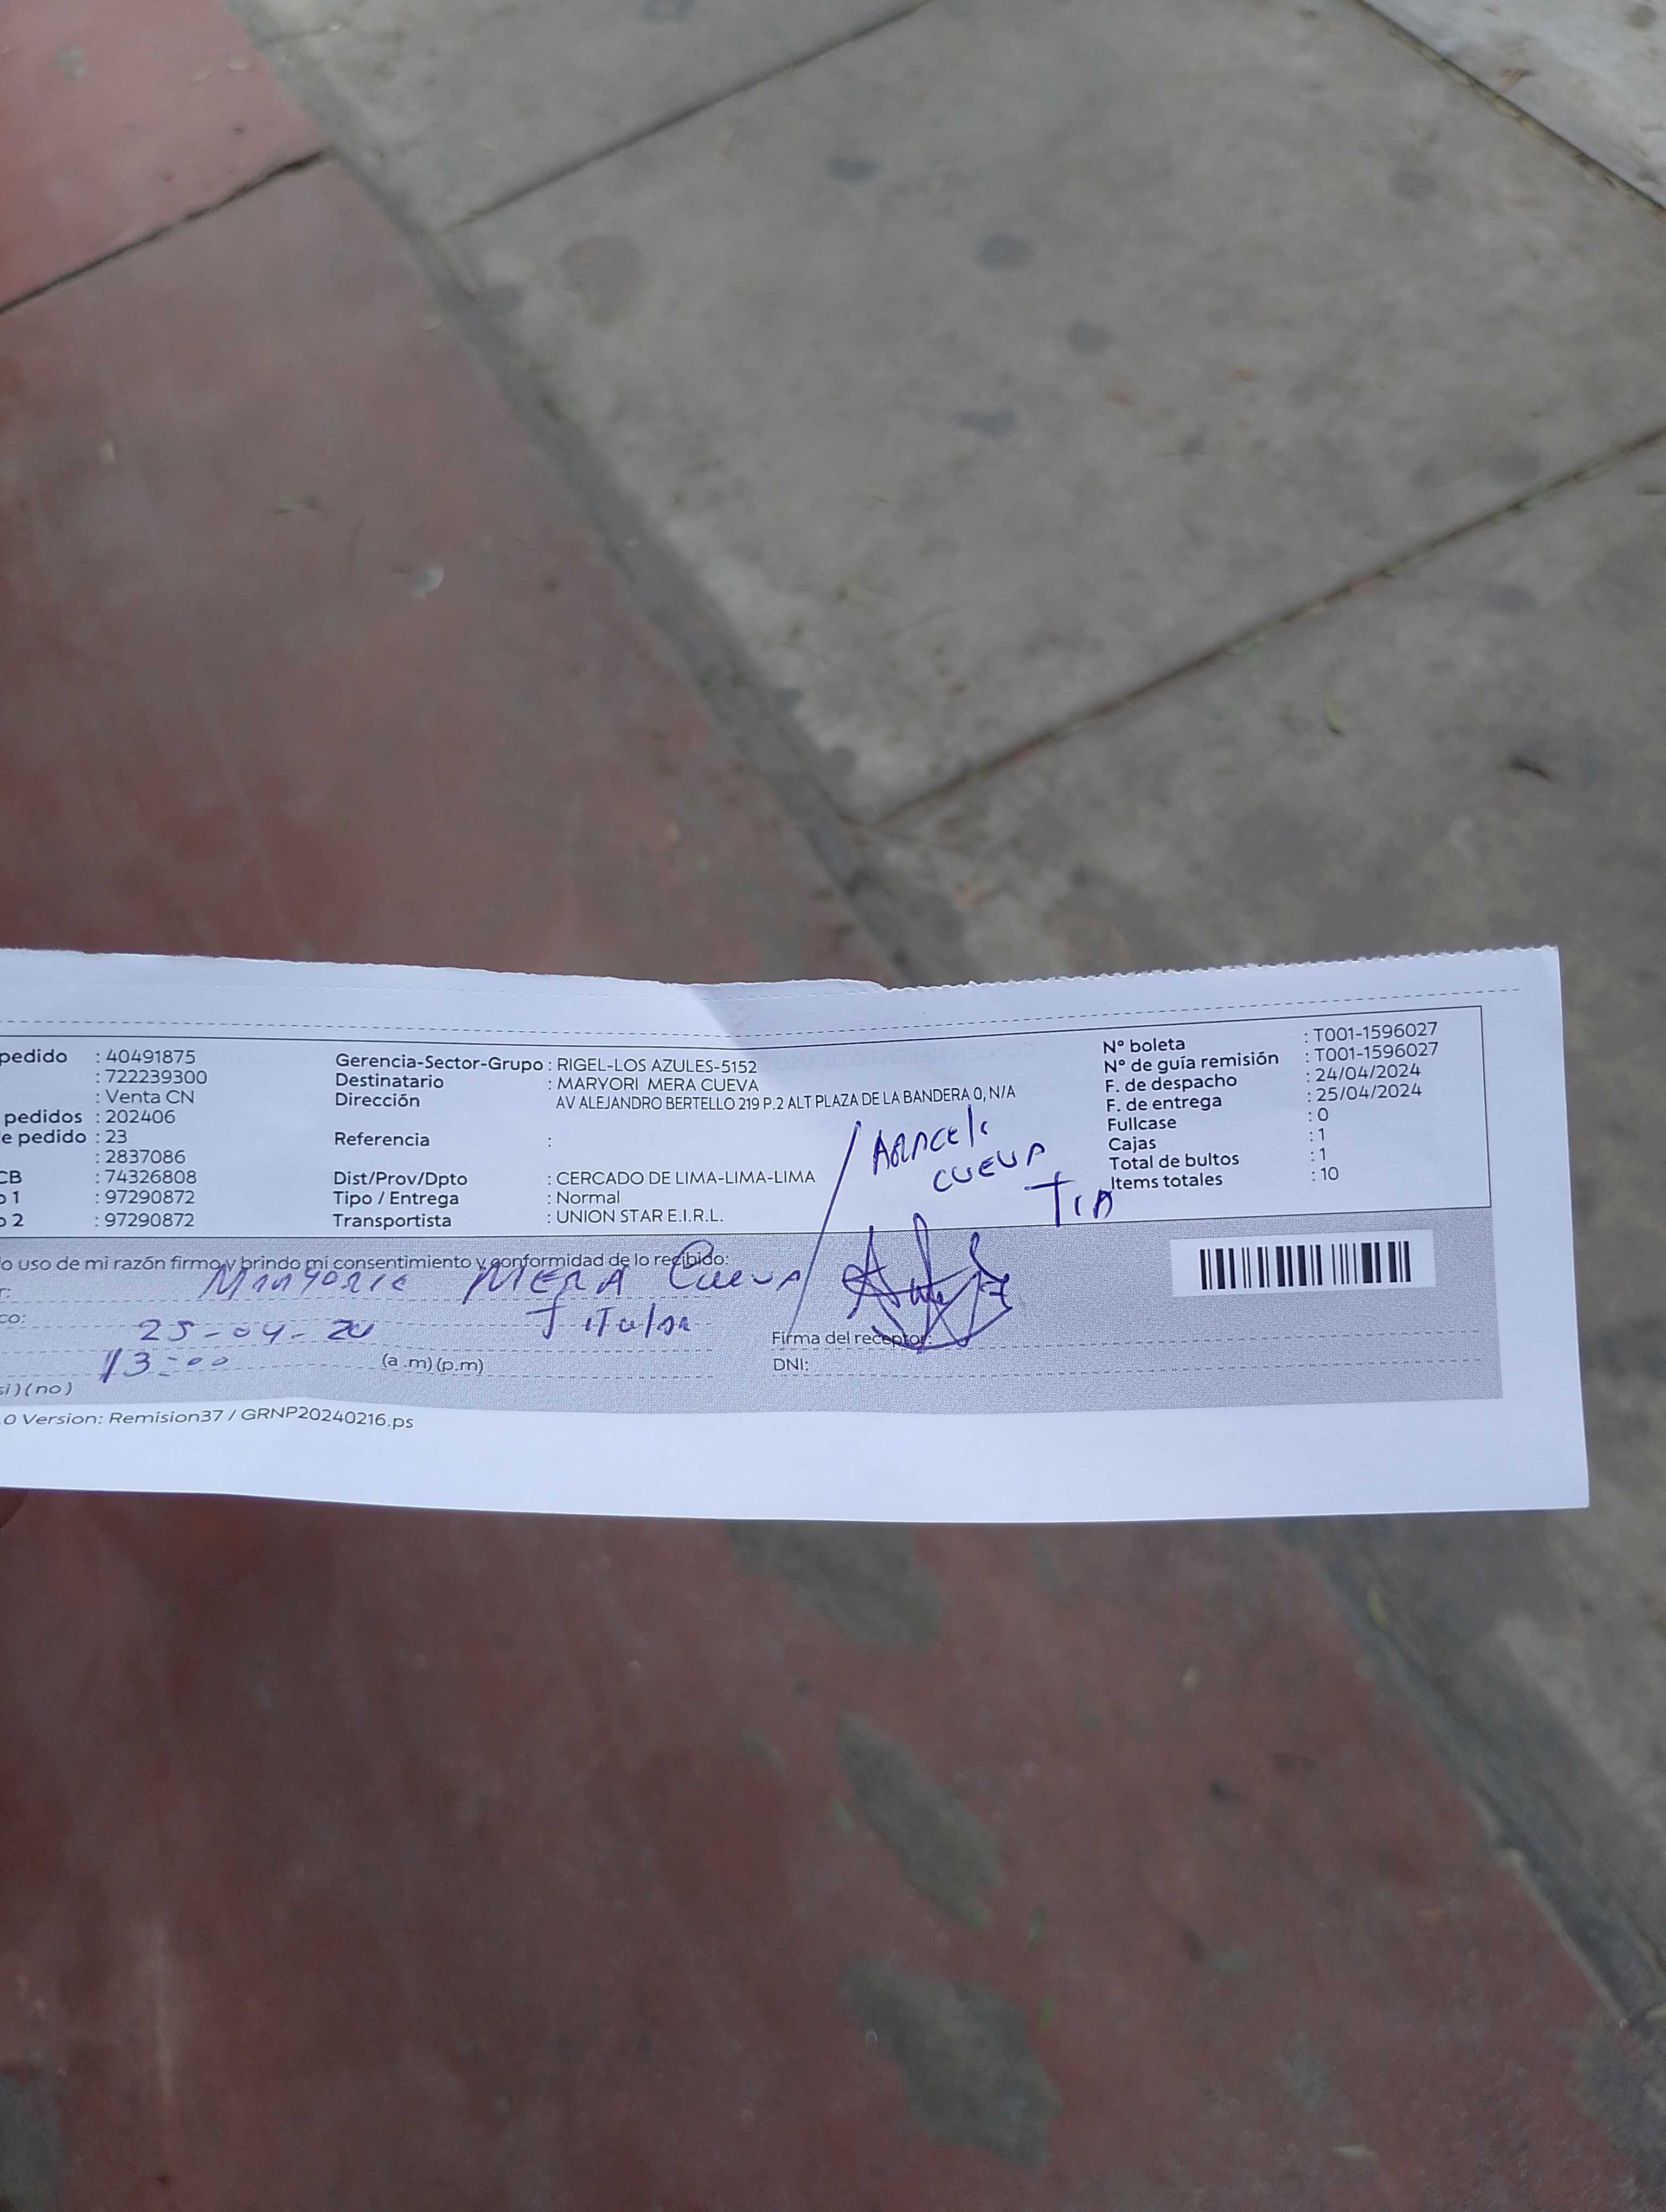 pedido : 40491875
: 722239300
: Venta CN
pedidos : 202406
e pedido : 23
: 2837086
CB : 74326808
o 1 : 97290872
o 2 : 97290872
Gerencia-Sector-Grupo : RIGEL-LOS AZULES-5152
Destinatario : MARYORI MERA CUEVA
Dirección AV ALEJANDRO BERTELLO 219 P.2 ALT PLAZA DE LA BANDERA 0, N/A
Referencia :
Dist/Prov/Dpto : CERCADO DE LIMA-LIMA-LIMA
Tipo / Entrega : Normal
Transportista : UNION STAR E.I.R.L.
N° boleta : T001-1596027
N° de guía remisión : T001-1596027
F. de despacho : 24/04/2024
F. de entrega : 25/04/2024
Fullcase : 0
Cajas : 1
Total de bultos : 1
Items totales : 10
Araceli
CUEVA
TIA
o uso de mi razón firmo y brindo mi consentimiento y conformidad de lo recibido:
r: MERA Cueva
co: Titular
25-04-24
13:00 (a.m) (p.m)
Firma del receptor:
DNI:
si) (no)
.0 Version: Remision37 / GRNP20240216.ps